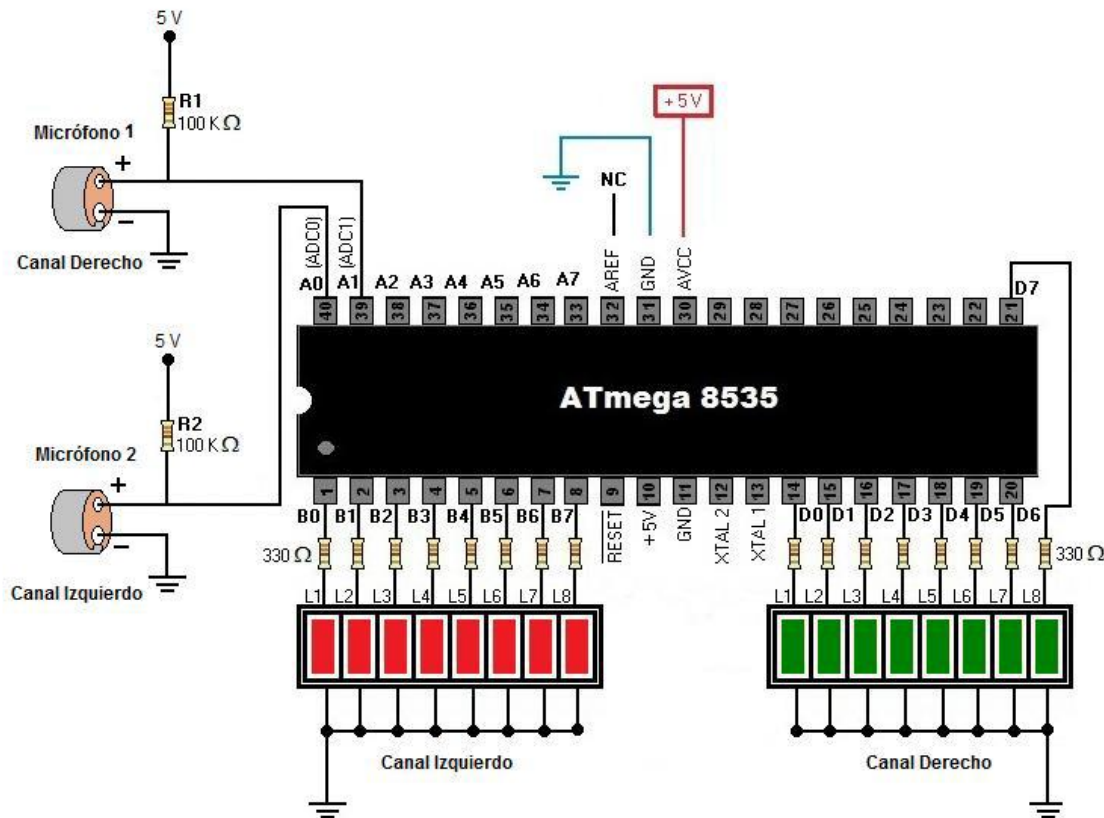 5 V
R1
100 K Ω
Micrófono 1
+
−
Canal Derecho
+ 5 V
NC
(ADC0)
(ADC1)
AREF
GND
AVCC
A0 A1 A2 A3 A4 A5 A6 A7
D7
40 39 38 37 36 35 34 33 32 31 30 29 28 27 26 25 24 23 22 21
5 V
R2
100 K Ω
Micrófono 2
+
−
Canal Izquierdo
ATmega 8535
1 2 3 4 5 6 7 8 9 10 11 12 13 14 15 16 17 18 19 20
B0 B1 B2 B3 B4 B5 B6 B7
RESET
+5V
GND
XTAL 2
XTAL 1
D0 D1 D2 D3 D4 D5 D6
330 Ω
330 Ω
L1 L2 L3 L4 L5 L6 L7 L8
L1 L2 L3 L4 L5 L6 L7 L8
Canal Izquierdo
Canal Derecho